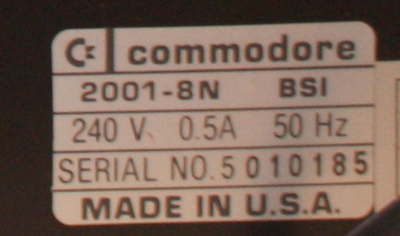 commodore
2001-8N BSI
240 V. 0.5A 50 Hz
SERIAL NO. 5010185
MADE IN U.S.A.